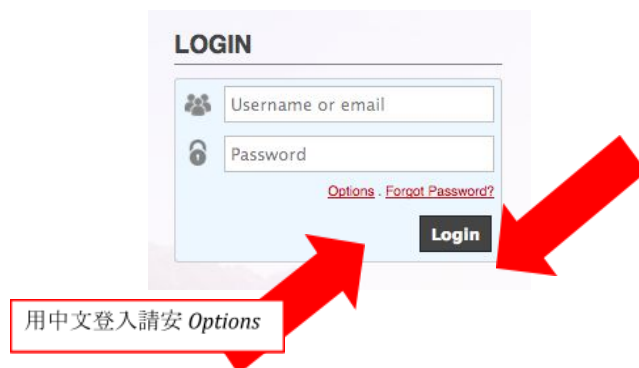 LOGIN
Username or email
Password
Options . Forgot Password?
Login
用中文登入請安 Options